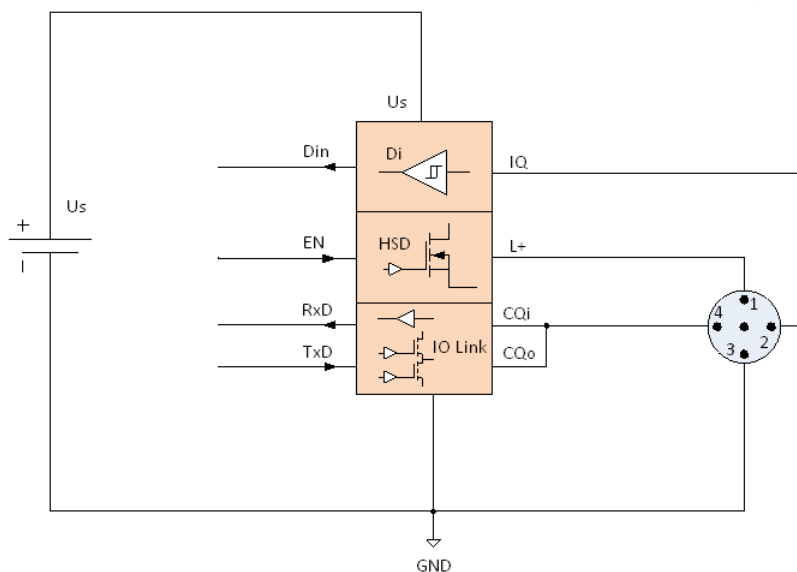 Us
Din
Di
IQ
Us
+
−
EN
HSD
L+
RxD
CQi
1
4
2
3
IO Link
TxD
CQo
GND